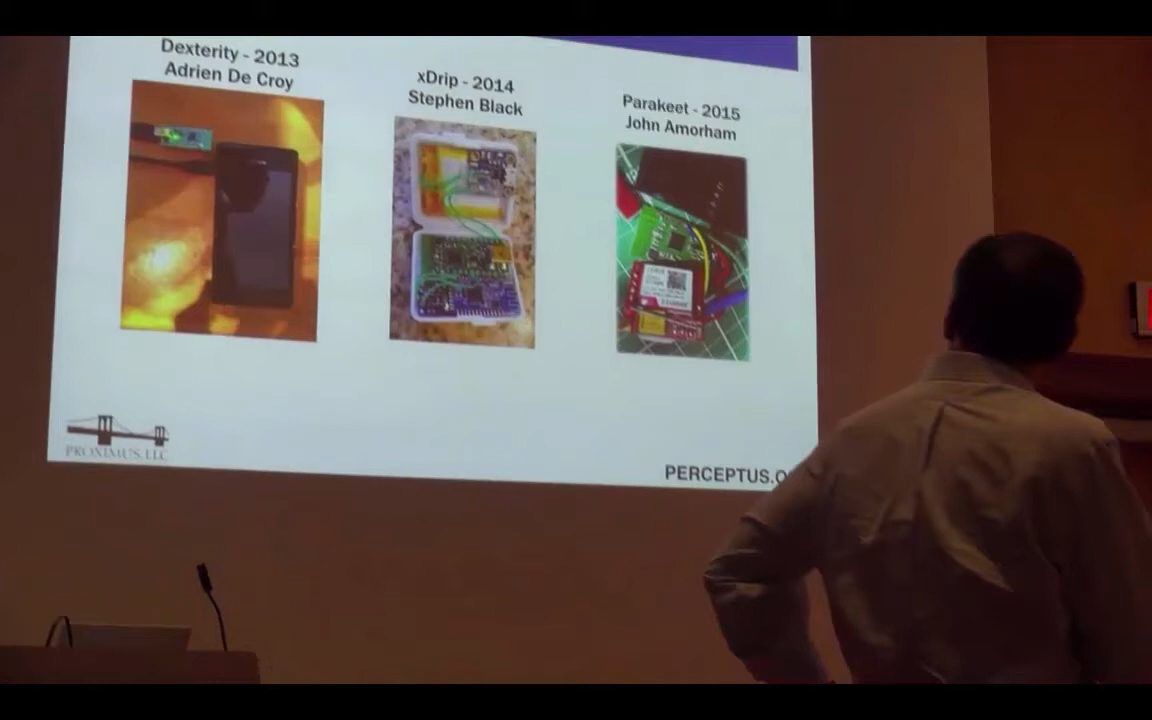 Dexterity - 2013
Adrien De Croy
xDrip - 2014
Stephen Black
Parakeet - 2015
John Amorham
PROXIMUS, LLC
PERCEPTUS.O